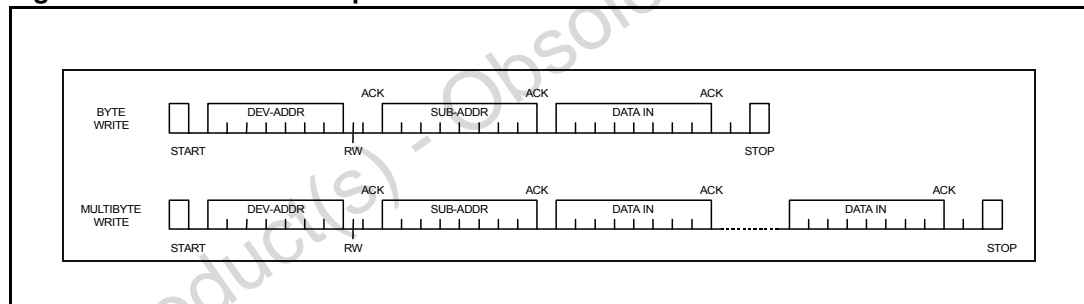 ACK ACK ACK
BYTE WRITE DEV-ADDR SUB-ADDR DATA IN
START RW STOP
ACK ACK ACK ACK
MULTIBYTE WRITE DEV-ADDR SUB-ADDR DATA IN DATA IN
START RW STOP